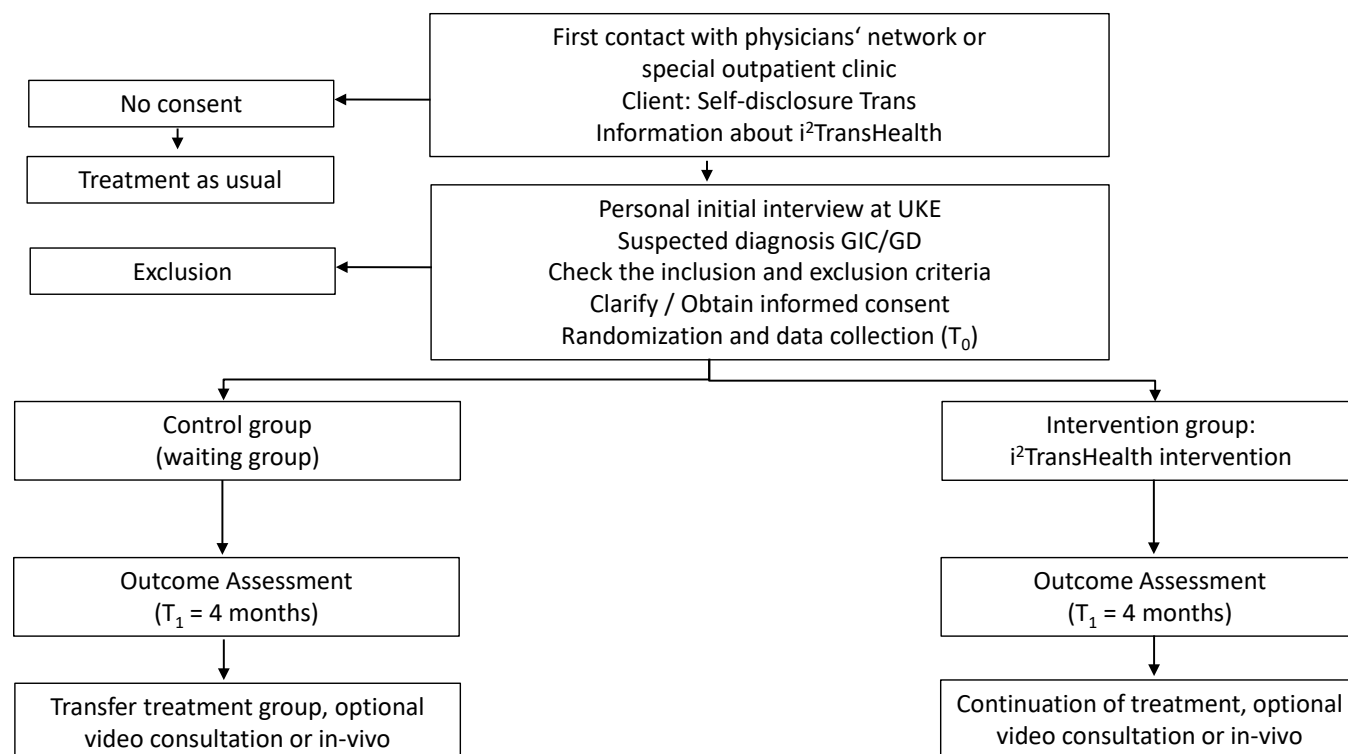 First contact with physicians‘ network or
special outpatient clinic
Client: Self-disclosure Trans
Information about i²TransHealth
No consent
Treatment as usual
Personal initial interview at UKE
Suspected diagnosis GIC/GD
Check the inclusion and exclusion criteria
Clarify / Obtain informed consent
Randomization and data collection (T₀)
Exclusion
Control group
(waiting group)
Intervention group:
i²TransHealth intervention
Outcome Assessment
(T₁ = 4 months)
Outcome Assessment
(T₁ = 4 months)
Transfer treatment group, optional
video consultation or in-vivo
Continuation of treatment, optional
video consultation or in-vivo